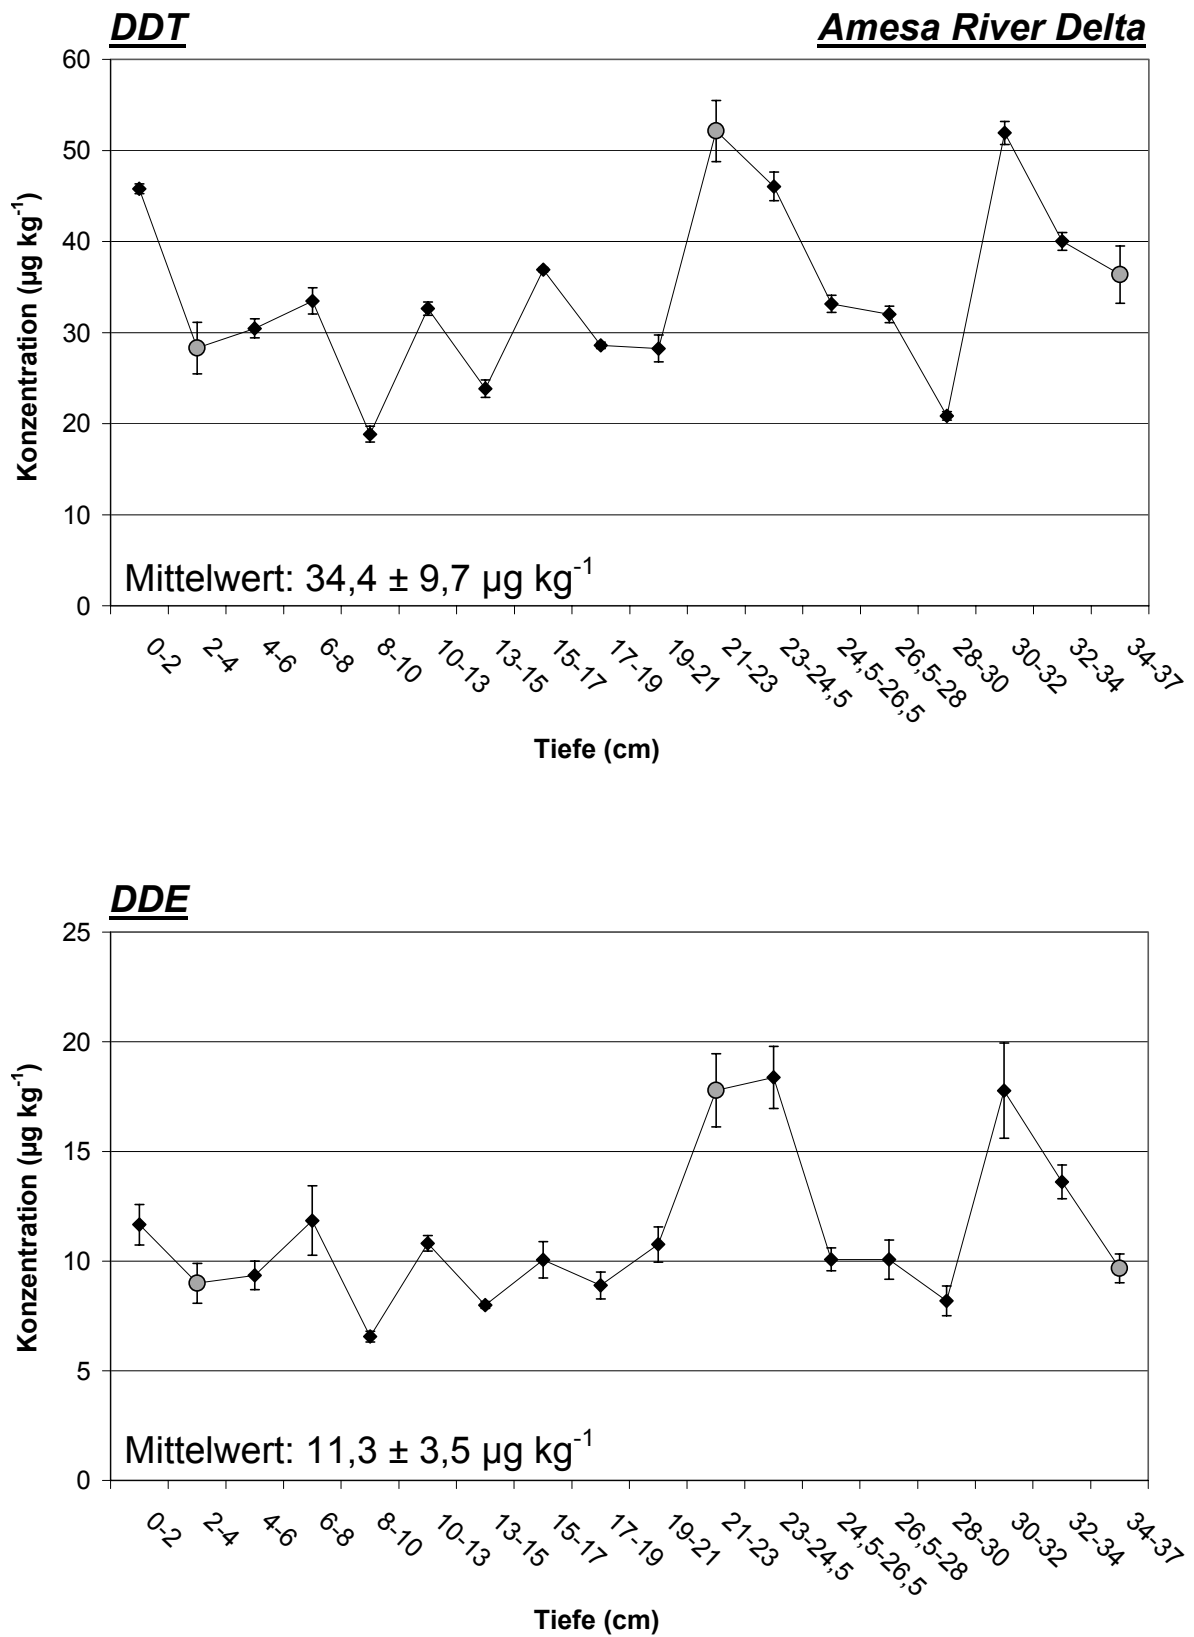 DDT Amesa River Delta
60
50
40
30
20
10
0
Konzentration (µg kg⁻¹)
Mittelwert: 34,4 ± 9,7 µg kg⁻¹
0-2 2-4 4-6 6-8 8-10 10-13 13-15 15-17 17-19 19-21 21-23 23-24,5 24,5-26,5 26,5-28 28-30 30-32 32-34 34-37
Tiefe (cm)
DDE
25
20
15
10
5
0
Konzentration (µg kg⁻¹)
Mittelwert: 11,3 ± 3,5 µg kg⁻¹
0-2 2-4 4-6 6-8 8-10 10-13 13-15 15-17 17-19 19-21 21-23 23-24,5 24,5-26,5 26,5-28 28-30 30-32 32-34 34-37
Tiefe (cm)